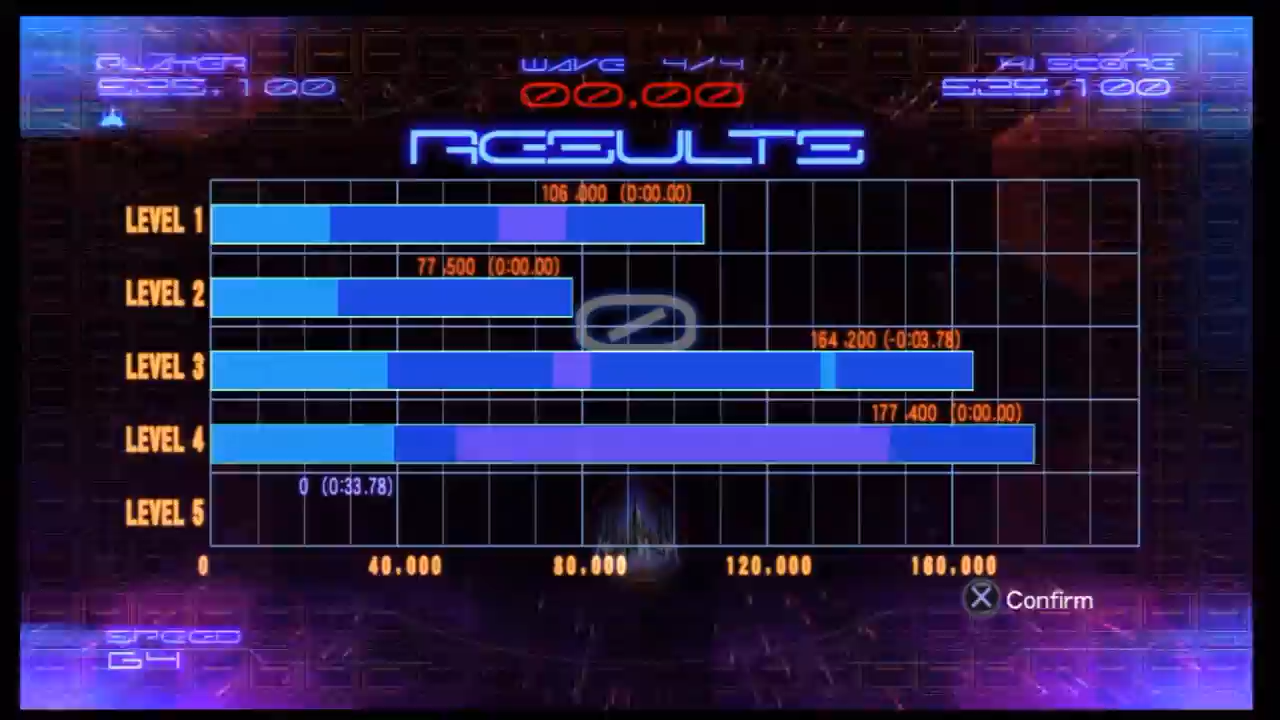 PLAYER
525,100
WAVE 4/4
00.00
HI SCORE
525,100
RESULTS
106,000 (0:00.00)
LEVEL 1
77,500 (0:00.00)
LEVEL 2
164,200 (-0:03.78)
LEVEL 3
177,400 (0:00.00)
LEVEL 4
0 (0:33.78)
LEVEL 5
0 40,000 80,000 120,000 160,000
Confirm
SPEED
64